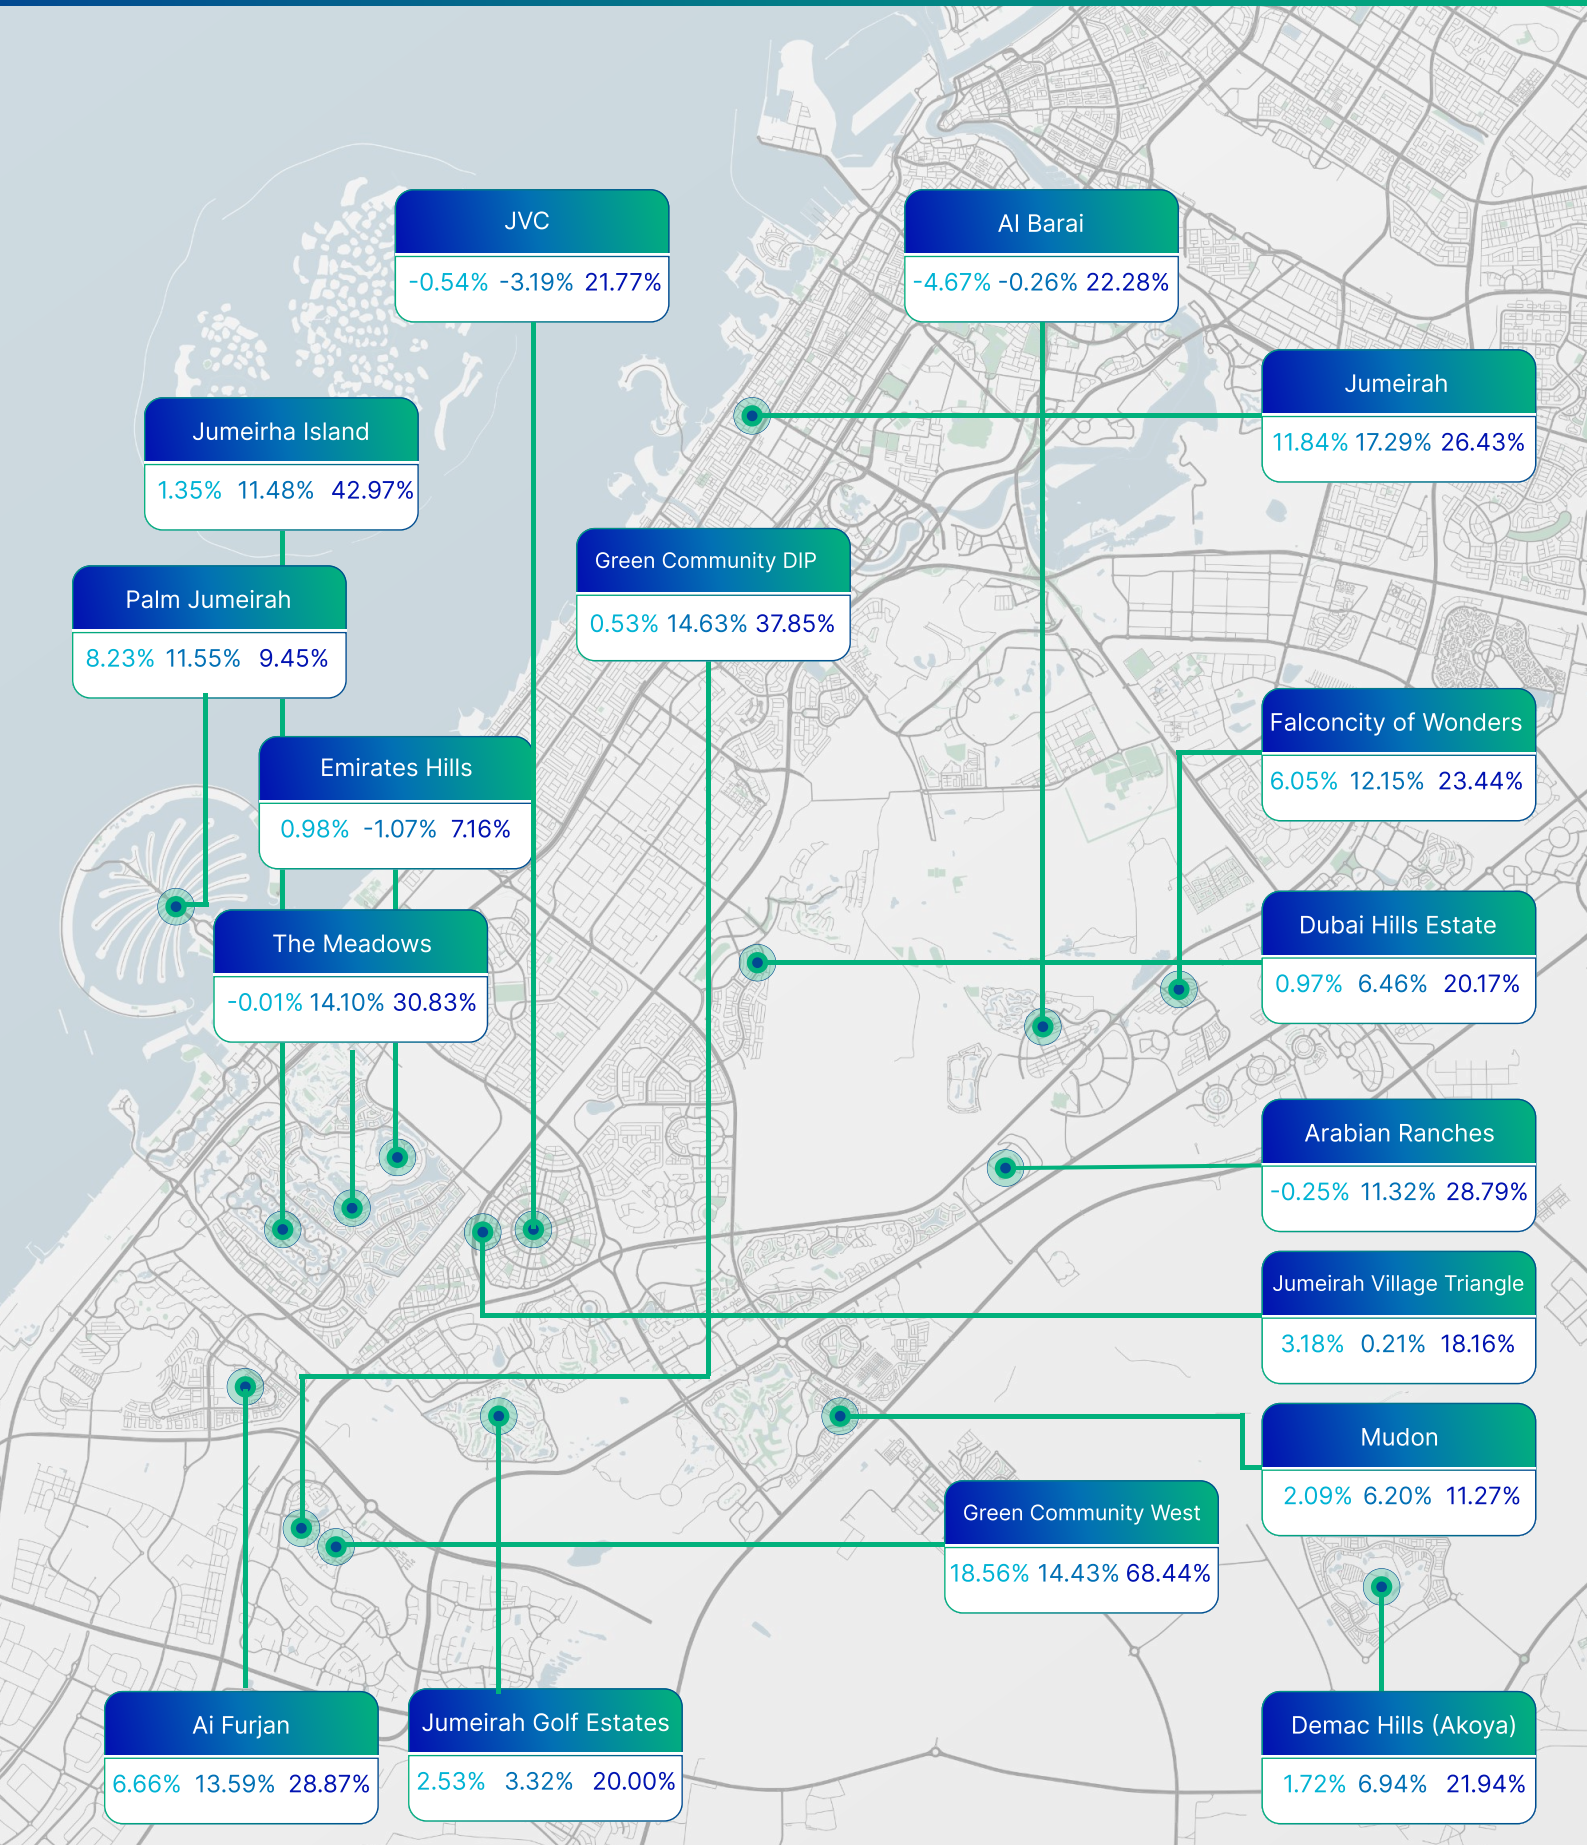 JVC
-0.54% -3.19% 21.77%
Al Barai
-4.67% -0.26% 22.28%
Jumeirah
11.84% 17.29% 26.43%
Jumeirha Island
1.35% 11.48% 42.97%
Green Community DIP
0.53% 14.63% 37.85%
Palm Jumeirah
8.23% 11.55% 9.45%
Falconcity of Wonders
6.05% 12.15% 23.44%
Emirates Hills
0.98% -1.07% 7.16%
Dubai Hills Estate
0.97% 6.46% 20.17%
The Meadows
-0.01% 14.10% 30.83%
Arabian Ranches
-0.25% 11.32% 28.79%
Jumeirah Village Triangle
3.18% 0.21% 18.16%
Mudon
2.09% 6.20% 11.27%
Green Community West
18.56% 14.43% 68.44%
Ai Furjan
6.66% 13.59% 28.87%
Jumeirah Golf Estates
2.53% 3.32% 20.00%
Demac Hills (Akoya)
1.72% 6.94% 21.94%